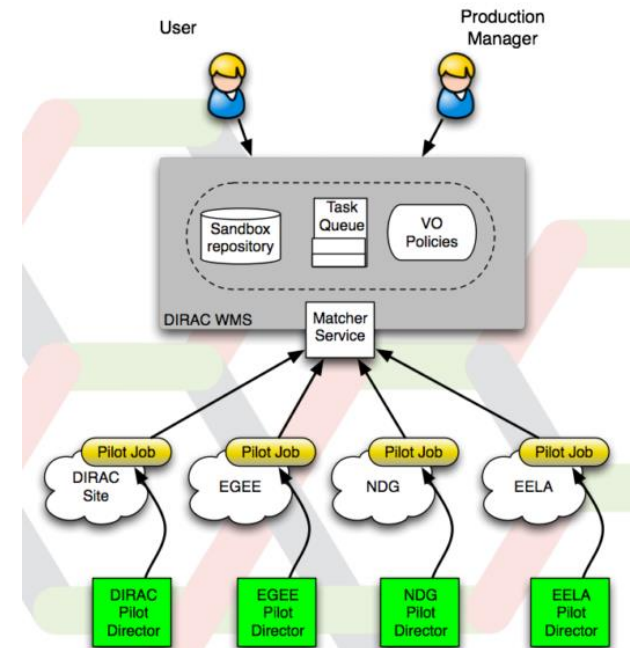 User
Production
Manager
Sandbox
repository
Task
Queue
VO
Policies
DIRAC WMS
Matcher
Service
Pilot Job
Pilot Job
Pilot Job
Pilot Job
DIRAC
Site
EGEE
NDG
EELA
DIRAC
Pilot
Director
EGEE
Pilot
Director
NDG
Pilot
Director
EELA
Pilot
Director